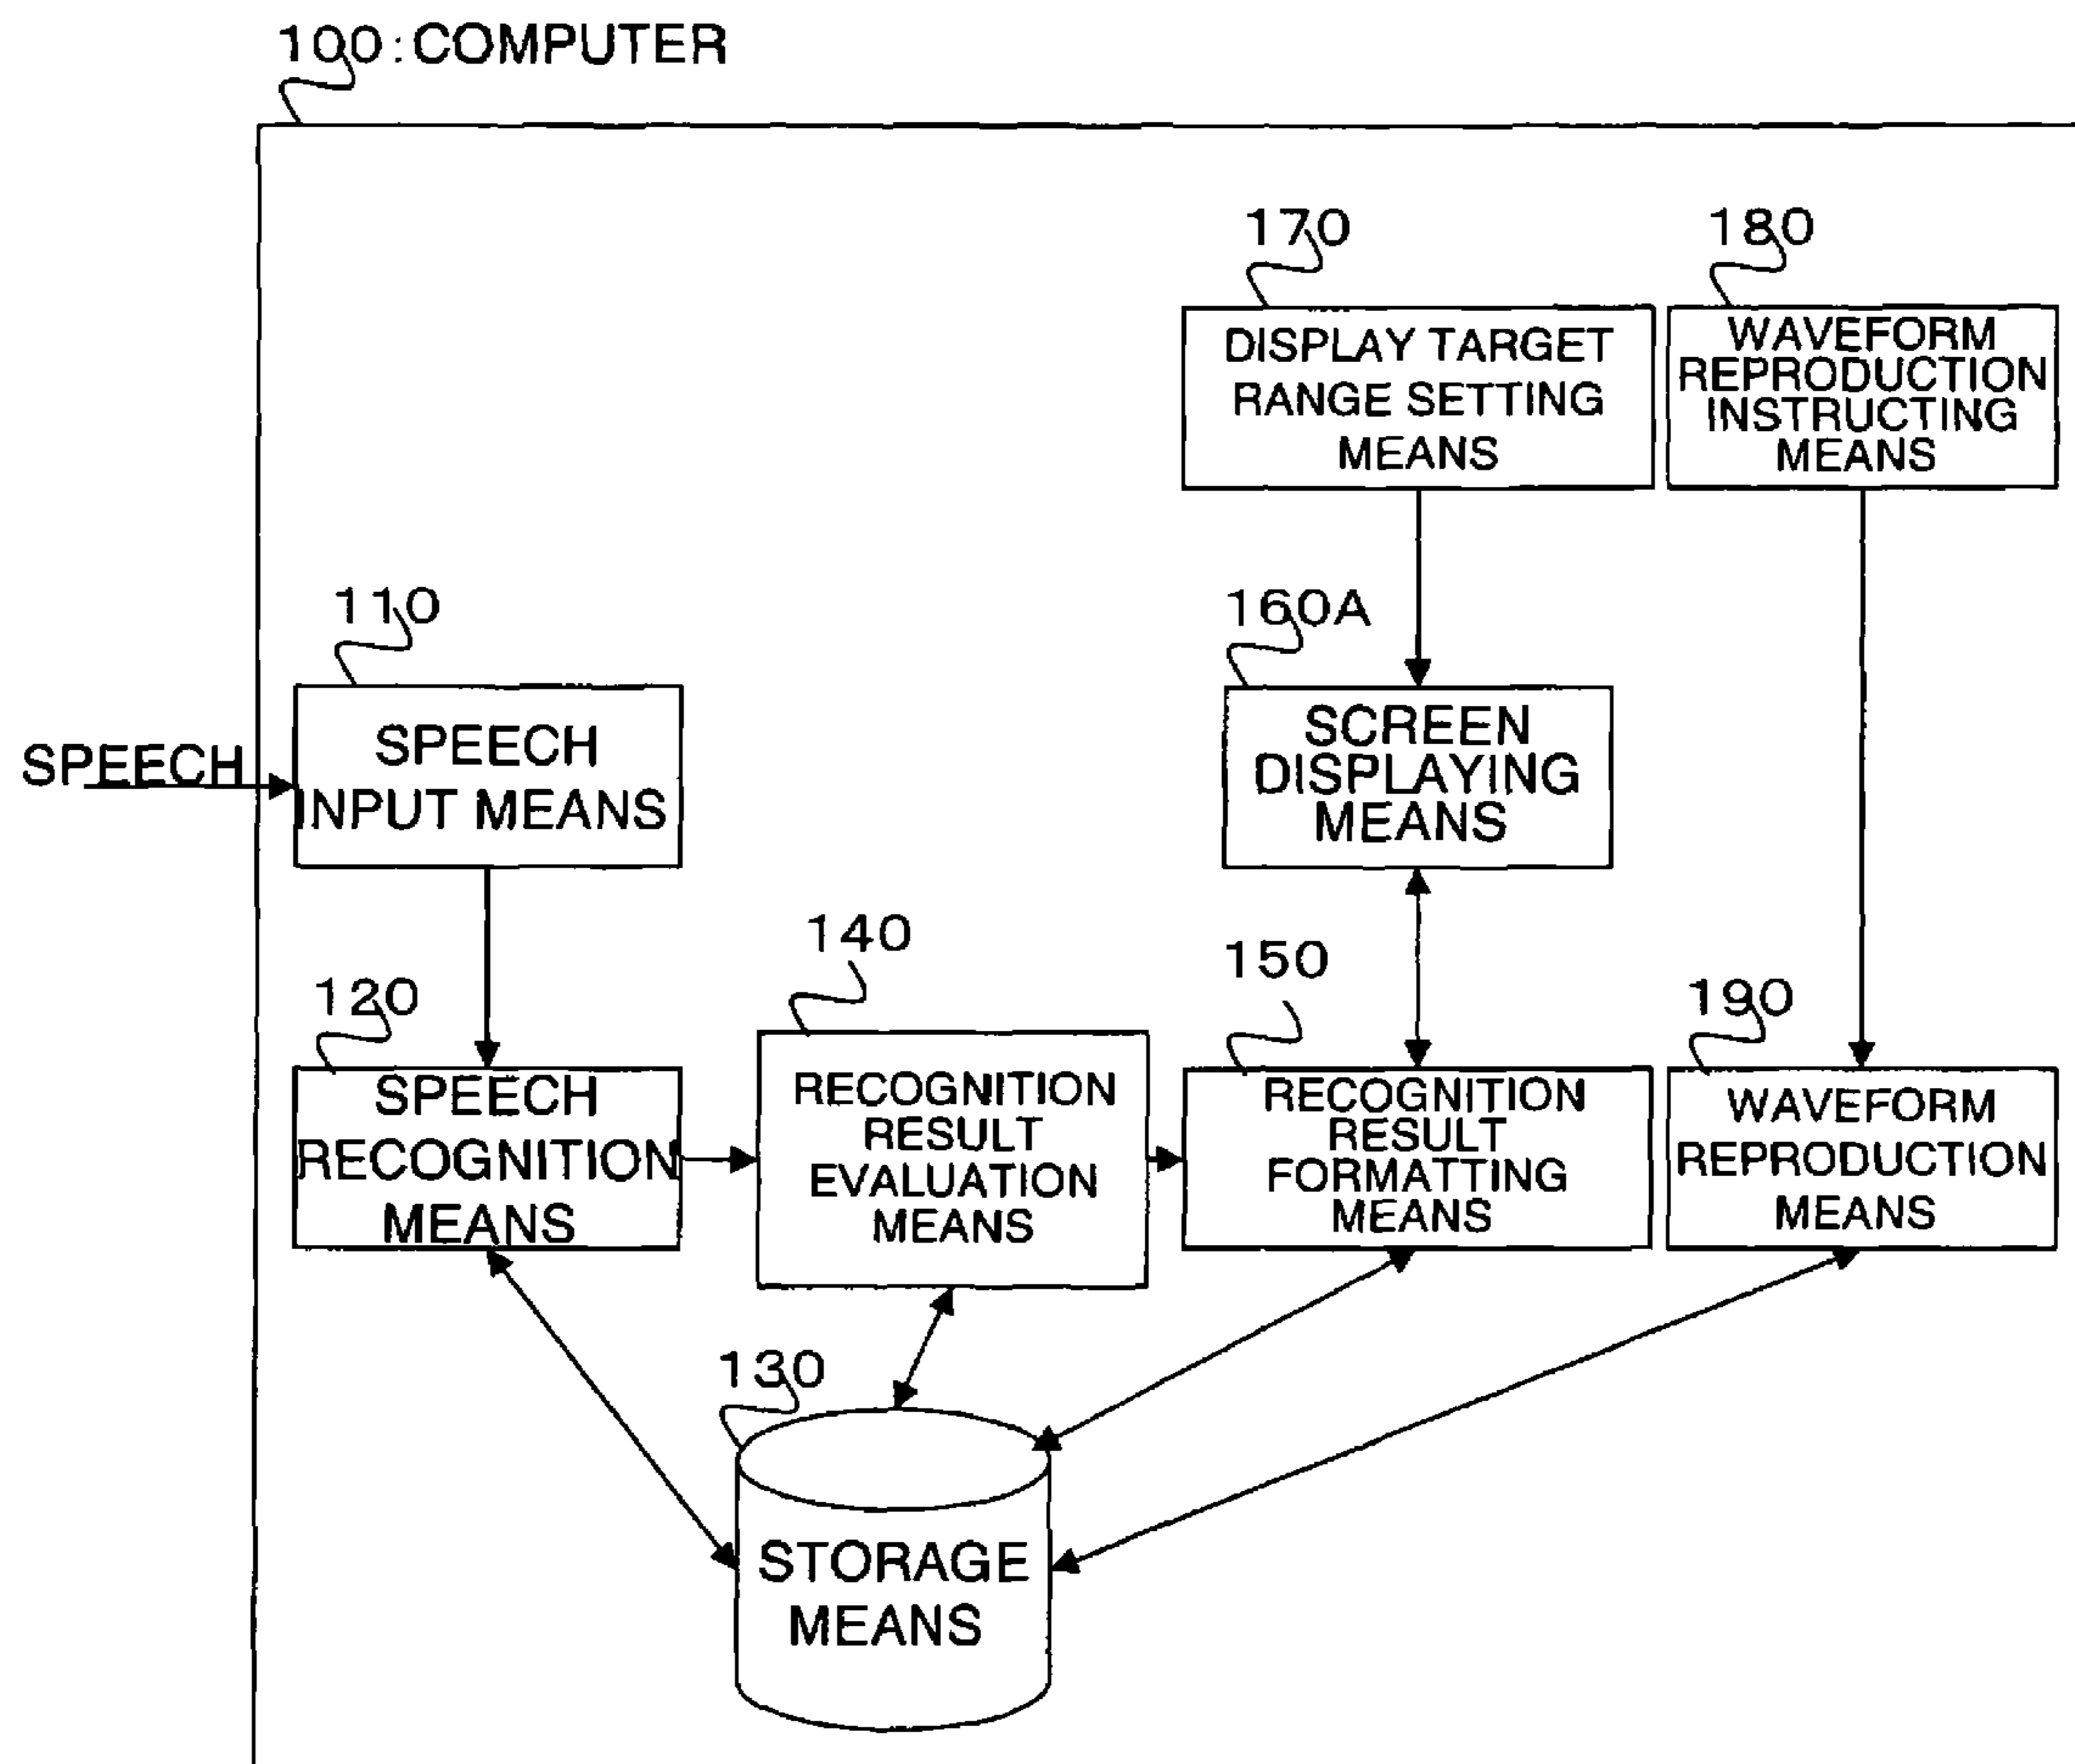 100:COMPUTER
170
DISPLAY TARGET
RANGE SETTING
MEANS
180
WAVEFORM
REPRODUCTION
INSTRUCTING
MEANS
110
SPEECH
SPEECH
INPUT MEANS
160A
SCREEN
DISPLAYING
MEANS
120
SPEECH
RECOGNITION
MEANS
140
RECOGNITION
RESULT
EVALUATION
MEANS
150
RECOGNITION
RESULT
FORMATTING
MEANS
190
WAVEFORM
REPRODUCTION
MEANS
130
STORAGE
MEANS